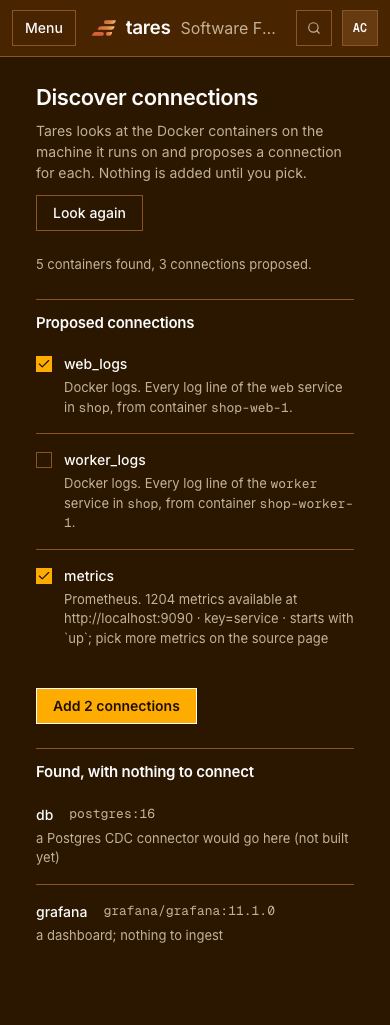 Menu
tares Software F...
AC
Discover connections
Tares looks at the Docker containers on the
machine it runs on and proposes a connection
for each. Nothing is added until you pick.
Look again
5 containers found, 3 connections proposed.
Proposed connections
web_logs
Docker logs. Every log line of the web service
in shop, from container shop-web-1.
worker_logs
Docker logs. Every log line of the worker
service in shop, from container shop-worker-
1.
metrics
Prometheus. 1204 metrics available at
http://localhost:9090 · key=service · starts with
`up`; pick more metrics on the source page
Add 2 connections
Found, with nothing to connect
db postgres:16
a Postgres CDC connector would go here (not built
yet)
grafana grafana/grafana:11.1.0
a dashboard; nothing to ingest